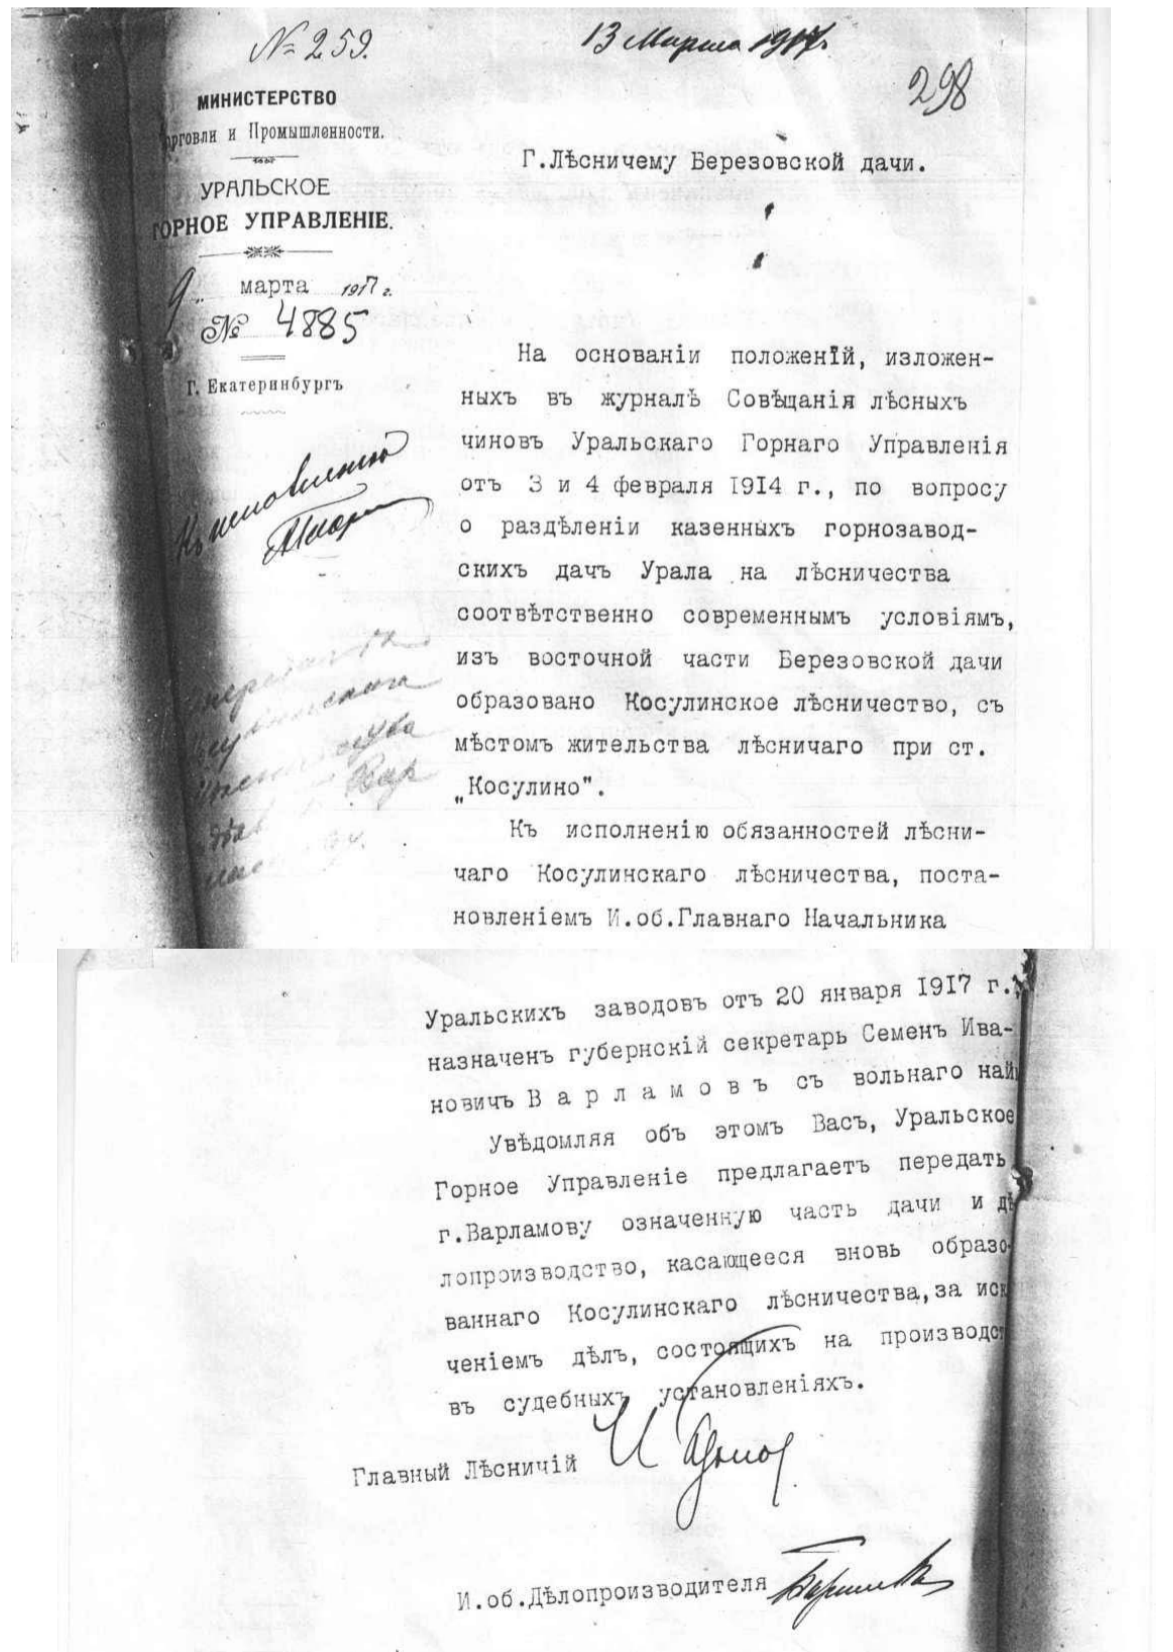 № 259.
13 Марта 1917г.
298
МИНИСТЕРСТВО
Торговли и Промышленности.
УРАЛЬСКОЕ
ГОРНОЕ УПРАВЛЕНІЕ.
9 марта 1917 г.
№ 4885
Г. Екатеринбургъ
Г.Лѣсничему Березовской дачи.
На основаніи положеній, изложен-
ныхъ въ журналѣ Совѣщанія лѣсныхъ
чиновъ Уральскаго Горнаго Управленія
отъ 3 и 4 февраля 1914 г., по вопросу
о раздѣленіи казенныхъ горнозавод-
скихъ дачъ Урала на лѣсничества
соотвѣтственно современнымъ условіямъ,
изъ восточной части Березовской дачи
образовано Косулинское лѣсничество, съ
мѣстомъ жительства лѣсничаго при ст.
„Косулино".
Къ исполненію обязанностей лѣсни-
чаго Косулинскаго лѣсничества, поста-
новленіемъ И.об.Главнаго Начальника
Къ исполненію
Уральскихъ заводовъ отъ 20 января 1917 г.,
назначенъ губернскій секретарь Семенъ Ива-
новичъ В а р л а м о в ъ съ вольнаго най
Увѣдомляя объ этомъ Васъ, Уральское
Горное Управленіе предлагаетъ передать
г.Варламову означенную часть дачи и дѣ
лопроизводство, касающееся вновь образо-
ваннаго Косулинскаго лѣсничества,за иск
ченіемъ дѣлъ, состоящихъ на производст
въ судебныхъ установленіяхъ.
Главный Лѣсничій
И.об.Дѣлопроизводителя